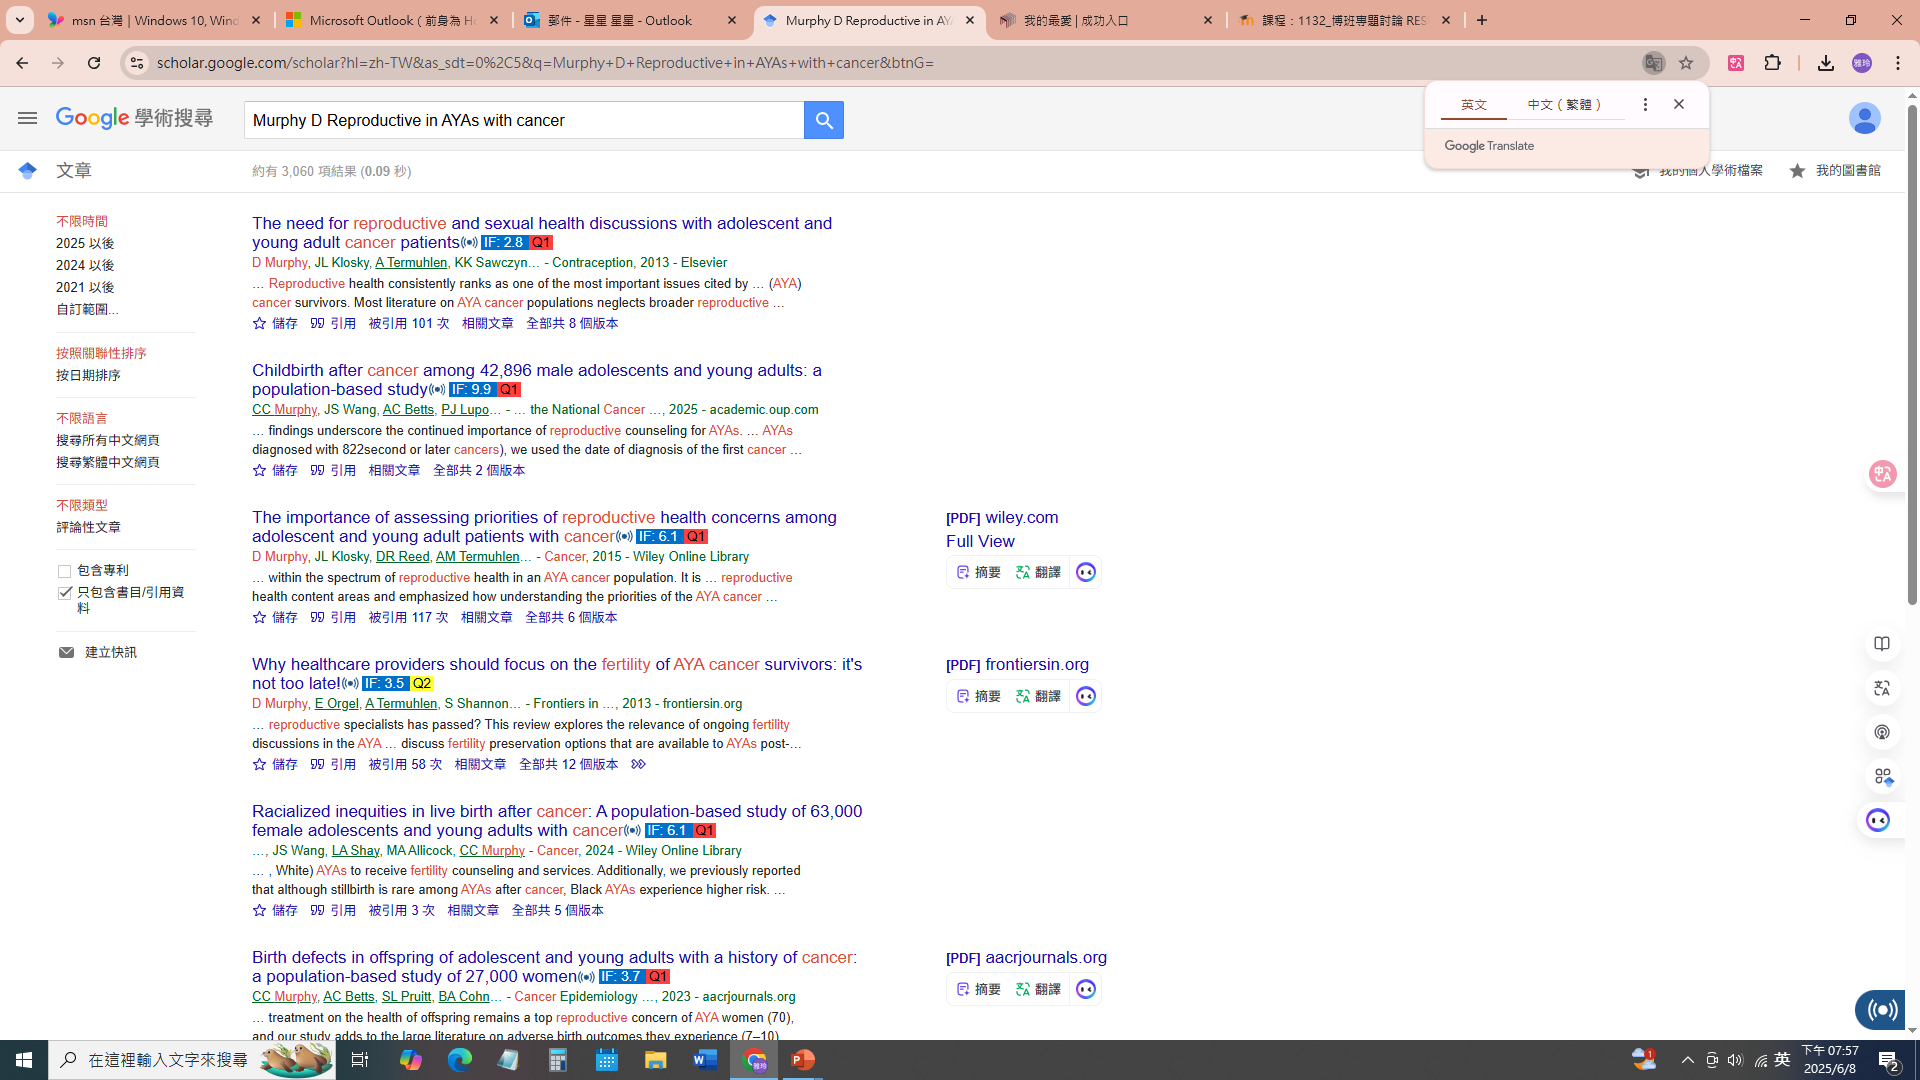 msn 台灣 | Windows 10, Wind
Microsoft Outlook（前身為 Ho
郵件 - 星星 星星 - Outlook
Murphy D Reproductive in AYA
我的最愛 | 成功入口
課程：1132_博班專題討論 RES
scholar.google.com/scholar?hl=zh-TW&as_sdt=0%2C5&q=Murphy+D+Reproductive+in+AYAs+with+cancer&btnG=
雅玲
英文
中文（繁體）
Google Translate
Google 學術搜尋
Murphy D Reproductive in AYAs with cancer
文章
約有 3,060 項結果 (0.09 秒)
我的個人學術檔案
我的圖書館
不限時間
2025 以後
2024 以後
2021 以後
自訂範圍...
按照關聯性排序
按日期排序
不限語言
搜尋所有中文網頁
搜尋繁體中文網頁
不限類型
評論性文章
包含專利
只包含書目/引用資
料
建立快訊
The need for reproductive and sexual health discussions with adolescent and
young adult cancer patients IF: 2.8 Q1
D Murphy, JL Klosky, A Termuhlen, KK Sawczyn… - Contraception, 2013 - Elsevier
… Reproductive health consistently ranks as one of the most important issues cited by … (AYA)
cancer survivors. Most literature on AYA cancer populations neglects broader reproductive …
儲存 引用 被引用 101 次 相關文章 全部共 8 個版本
Childbirth after cancer among 42,896 male adolescents and young adults: a
population-based study IF: 9.9 Q1
CC Murphy, JS Wang, AC Betts, PJ Lupo… - … the National Cancer …, 2025 - academic.oup.com
… findings underscore the continued importance of reproductive counseling for AYAs. … AYAs
diagnosed with 822second or later cancers), we used the date of diagnosis of the first cancer …
儲存 引用 相關文章 全部共 2 個版本
The importance of assessing priorities of reproductive health concerns among
adolescent and young adult patients with cancer IF: 6.1 Q1
D Murphy, JL Klosky, DR Reed, AM Termuhlen… - Cancer, 2015 - Wiley Online Library
… within the spectrum of reproductive health in an AYA cancer population. It is … reproductive
health content areas and emphasized how understanding the priorities of the AYA cancer …
儲存 引用 被引用 117 次 相關文章 全部共 6 個版本
[PDF] wiley.com
Full View
摘要 翻譯
Why healthcare providers should focus on the fertility of AYA cancer survivors: it's
not too late! IF: 3.5 Q2
D Murphy, E Orgel, A Termuhlen, S Shannon… - Frontiers in …, 2013 - frontiersin.org
… reproductive specialists has passed? This review explores the relevance of ongoing fertility
discussions in the AYA … discuss fertility preservation options that are available to AYAs post-…
儲存 引用 被引用 58 次 相關文章 全部共 12 個版本
[PDF] frontiersin.org
摘要 翻譯
Racialized inequities in live birth after cancer: A population-based study of 63,000
female adolescents and young adults with cancer IF: 6.1 Q1
…, JS Wang, LA Shay, MA Allicock, CC Murphy - Cancer, 2024 - Wiley Online Library
… , White) AYAs to receive fertility counseling and services. Additionally, we previously reported
that although stillbirth is rare among AYAs after cancer, Black AYAs experience higher risk. …
儲存 引用 被引用 3 次 相關文章 全部共 5 個版本
Birth defects in offspring of adolescent and young adults with a history of cancer:
a population-based study of 27,000 women IF: 3.7 Q1
CC Murphy, AC Betts, SL Pruitt, BA Cohn… - Cancer Epidemiology …, 2023 - aacrjournals.org
… treatment on the health of offspring remains a top reproductive concern of AYA women (70),
and our study adds to the large literature on adverse birth outcomes they experience (7–10)
[PDF] aacrjournals.org
摘要 翻譯
在這裡輸入文字來搜尋
英
下午 07:57
2025/6/8